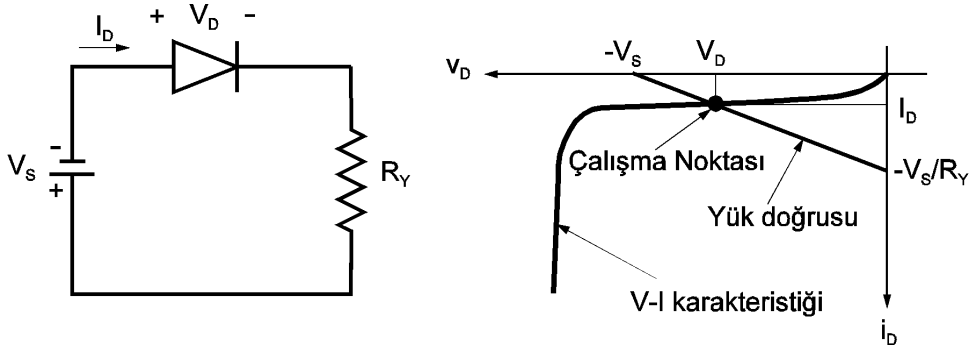 + V_D -
I_D
V_S
-
+
R_Y
-V_S
V_D
v_D
I_D
Çalışma Noktası
-V_S/R_Y
Yük doğrusu
V-I karakteristiği
i_D